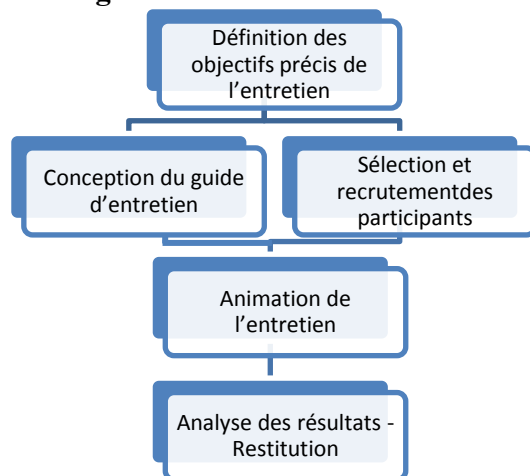 Définition des
objectifs précis de
l’entretien
Conception du guide
d’entretien
Sélection et
recrutementdes
participants
Animation de
l’entretien
Analyse des résultats -
Restitution